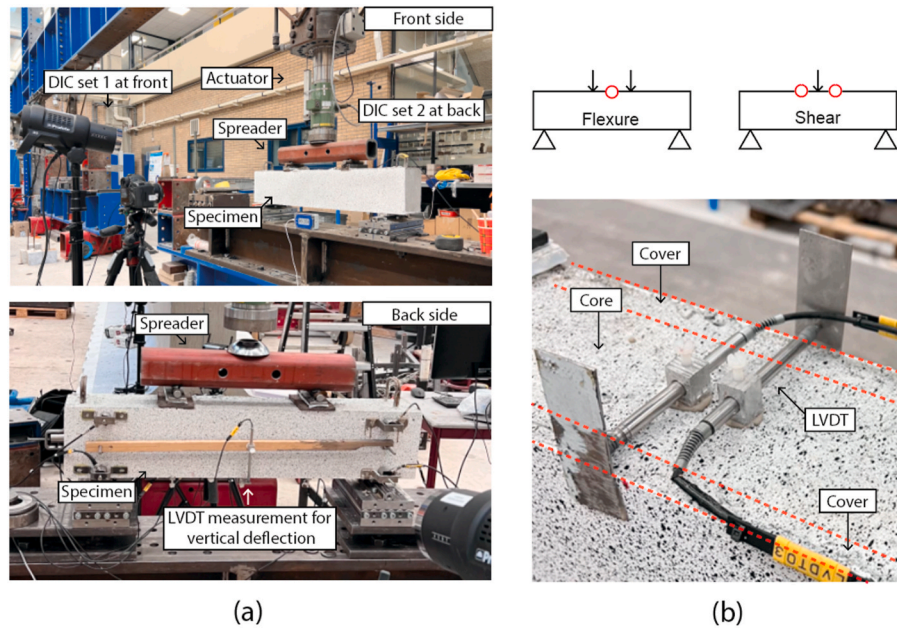 Front side
DIC set 1 at front
Actuator
DIC set 2 at back
Spreader
Specimen
Back side
Spreader
Specimen
LVDT measurement for
vertical deflection
(a)
Flexure
Shear
Cover
Core
LVDT
Cover
LVDT03
(b)